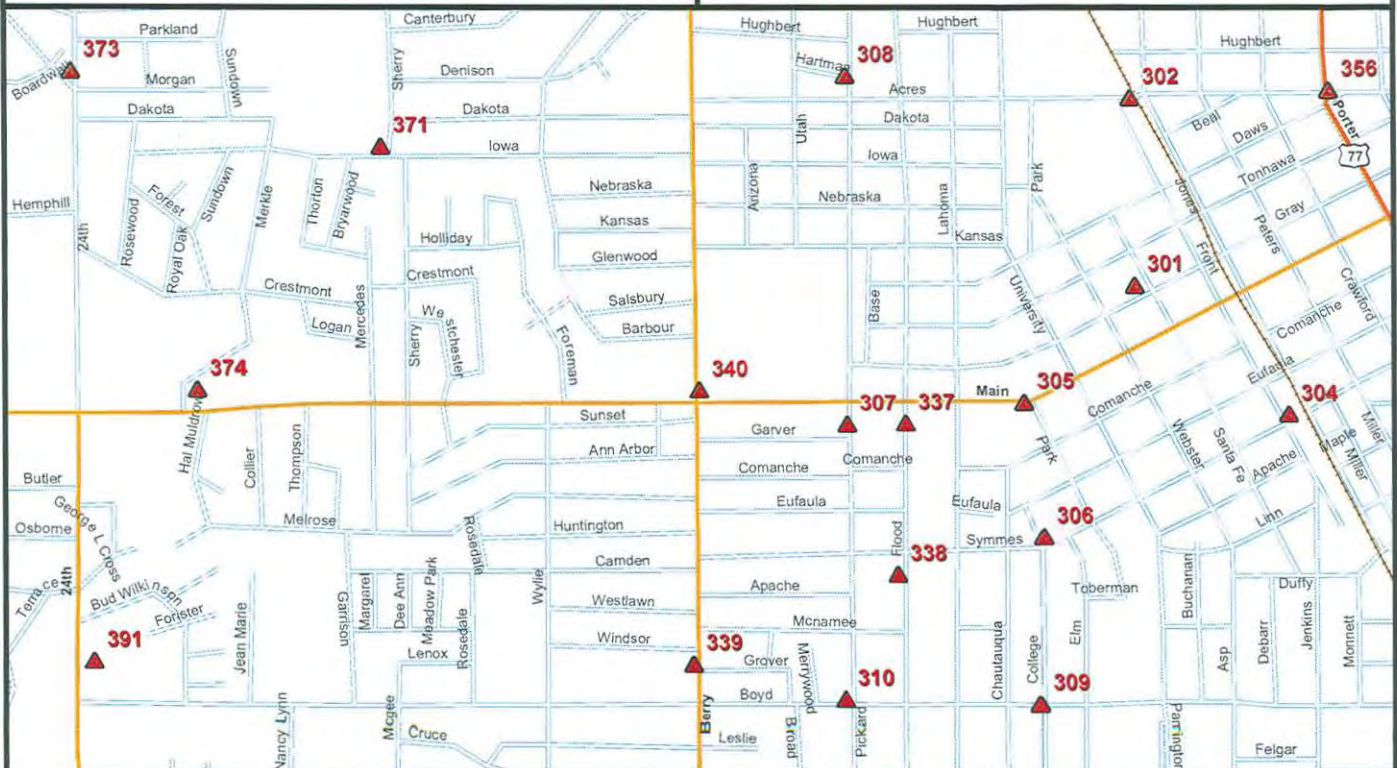 Canterbury
Hughbert
Hughbert
Parkland
373
308
302
356
Hughbert
Sherry
Sundown
Denison
Hartman
Morgan
Acres
Dakota
Dakota
Dakota
Beal
Daws
Porter
77
371
Utah
Iowa
Iowa
Tonhawa
Forest
Sundown
Merkle
Thorton
Bryarwood
Nebraska
Arizona
Nebraska
Lahoma
Park
Jones
Peters
Gray
Hemphill
24th
Rosewood
Royal Oak
Kansas
Kansas
Holliday
Glenwood
Front
301
Crestmont
Crestmont
Salsbury
Base
University
Crawford
Logan
Mercedes
Westchester
Sherry
Barbour
Foreman
Comanche
374
340
Eufaula
Main
305
304
307
337
Comanche
Hal Muldrow
Sunset
Garver
Miller
Collier
Thompson
Ann Arbor
Comanche
Comanche
Park
Webster
Santa Fe
Apache
Maple
Miller
Butler
George L Cross
Eufaula
Eufaula
Osborne
Melrose
Rosedale
Huntington
306
Linn
Flood
Symmes
24th
Camden
338
Terrace
Bud Wilkinson
Garrison
Margaret
Dee Ann
Meadow Park
Wylie
Apache
Toberman
Buchanan
Duffy
Forister
Westlawn
Jean Marie
Rosedale
Mcnamee
Elm
Jenkins
Monnett
Debarr
Asp
Windsor
339
391
Lenox
Grover
Merrywood
Chautauqua
College
310
309
Boyd
Nancy Lynn
Mcgee
Berry
Broad
Pickard
Parrington
Cruce
Leslie
Felgar